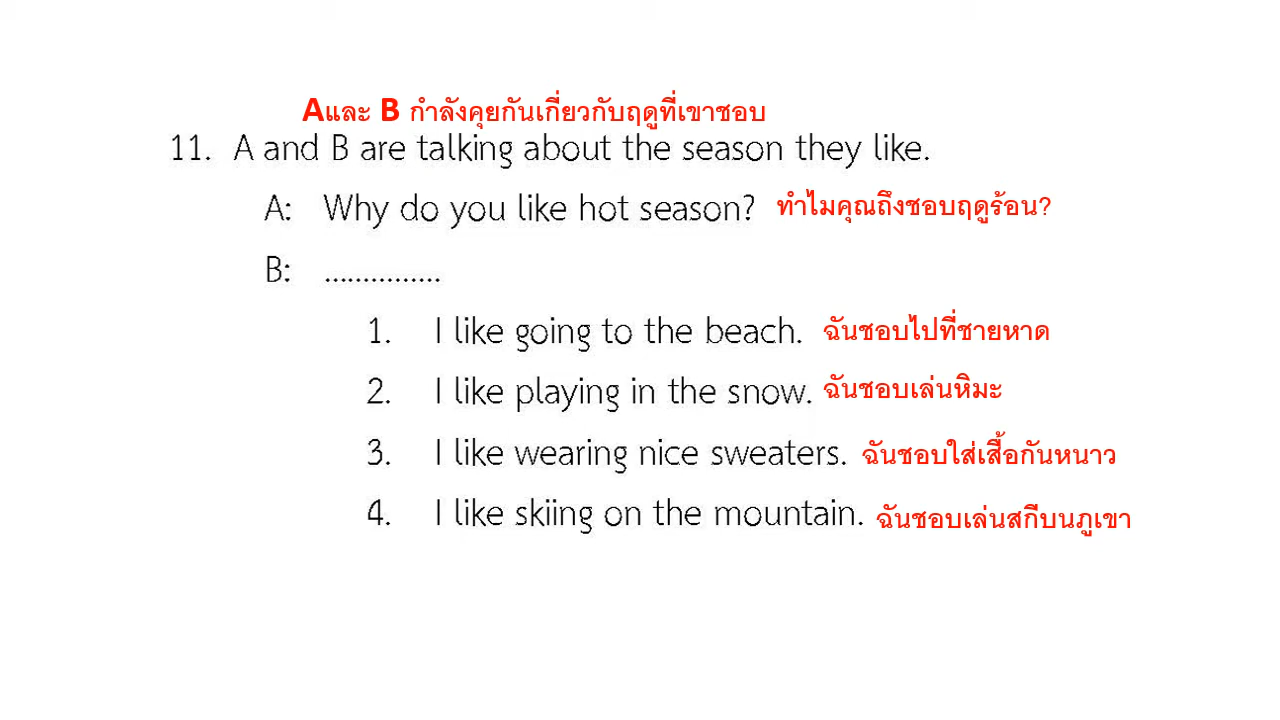 Aและ B กำลังคุยกันเกี่ยวกับฤดูที่เขาชอบ
11. A and B are talking about the season they like.
A: Why do you like hot season? ทำไมคุณถึงชอบฤดูร้อน?
B: ...............
1. I like going to the beach. ฉันชอบไปที่ชายหาด
2. I like playing in the snow. ฉันชอบเล่นหิมะ
3. I like wearing nice sweaters. ฉันชอบใส่เสื้อกันหนาว
4. I like skiing on the mountain. ฉันชอบเล่นสกีบนภูเขา